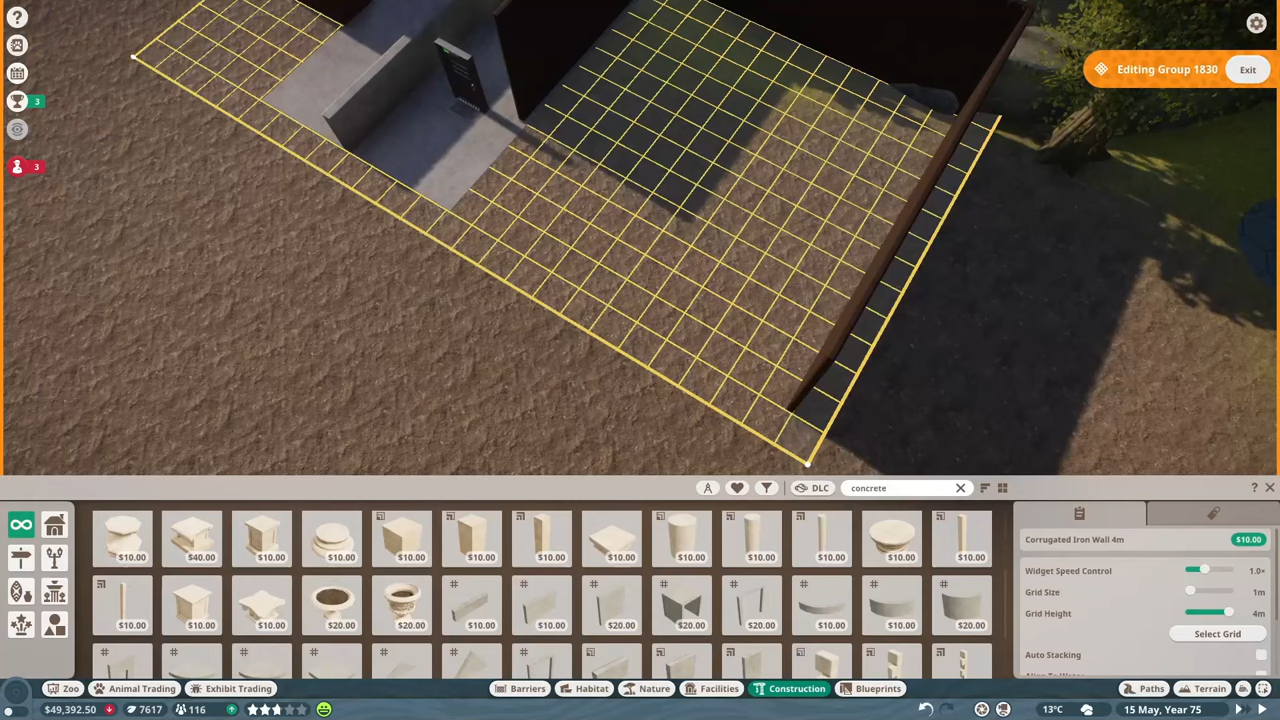 ?
Editing Group 1830
Exit
3
3
DLC
concrete
?
$10.00
$40.00
$10.00
$10.00
$10.00
$10.00
$10.00
$10.00
$10.00
$10.00
$10.00
$10.00
$10.00
$10.00
$10.00
$10.00
$20.00
$20.00
$10.00
$10.00
$20.00
$20.00
$20.00
$10.00
$10.00
$20.00
Corrugated Iron Wall 4m
$10.00
Widget Speed Control
1.0×
Grid Size
1m
Grid Height
4m
Select Grid
Auto Stacking
Zoo
Animal Trading
Exhibit Trading
Barriers
Habitat
Nature
Facilities
Construction
Blueprints
Paths
Terrain
$49,392.50
7617
116
13°C
15 May, Year 75